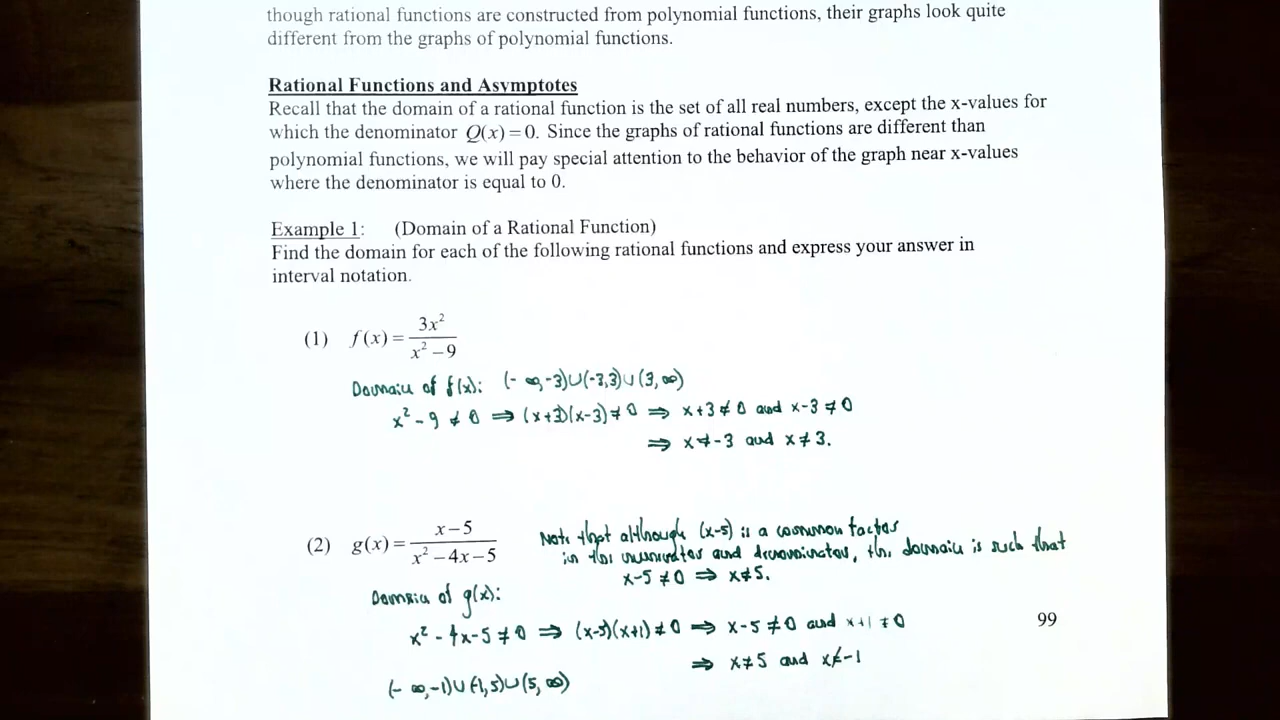 though rational functions are constructed from polynomial functions, their graphs look quite
different from the graphs of polynomial functions.
Rational Functions and Asymptotes
Recall that the domain of a rational function is the set of all real numbers, except the x-values for
which the denominator Q(x)=0. Since the graphs of rational functions are different than
polynomial functions, we will pay special attention to the behavior of the graph near x-values
where the denominator is equal to 0.
Example 1: (Domain of a Rational Function)
Find the domain for each of the following rational functions and express your answer in
interval notation.
(1) f(x) = 3x² / (x² − 9)
Domain of f(x): (-∞,-3)∪(-3,3)∪(3,∞)
x² - 9 ≠ 0 ⇒ (x+3)(x-3) ≠ 0 ⇒ x+3 ≠ 0 and x-3 ≠ 0
⇒ x ≠ -3 and x ≠ 3.
(2) g(x) = (x − 5) / (x² − 4x − 5)
Note that although (x-5) is a common factor
in the numerator and denominator, the domain is such that
x-5 ≠ 0 ⇒ x ≠ 5.
Domain of g(x):
x² - 4x - 5 ≠ 0 ⇒ (x-5)(x+1) ≠ 0 ⇒ x-5 ≠ 0 and x+1 ≠ 0
99
⇒ x ≠ 5 and x ≠ -1
(-∞,-1)∪(-1,5)∪(5,∞)